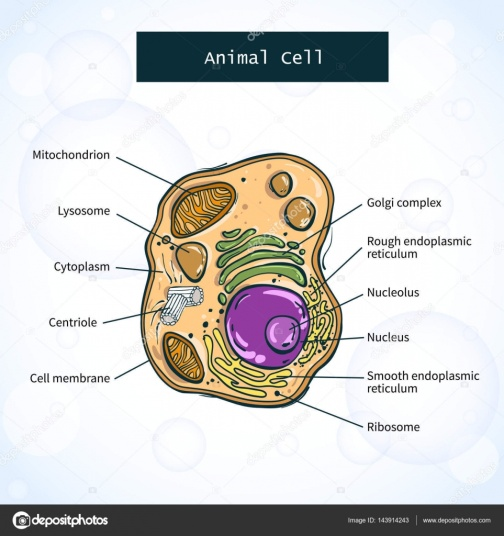 Animal Cell
Mitochondrion
Lysosome
Cytoplasm
Centriole
Cell membrane
Golgi complex
Rough endoplasmic
reticulum
Nucleolus
Nucleus
Smooth endoplasmic
reticulum
Ribosome
depositphotos
Image ID: 143914243
www.depositphotos.com